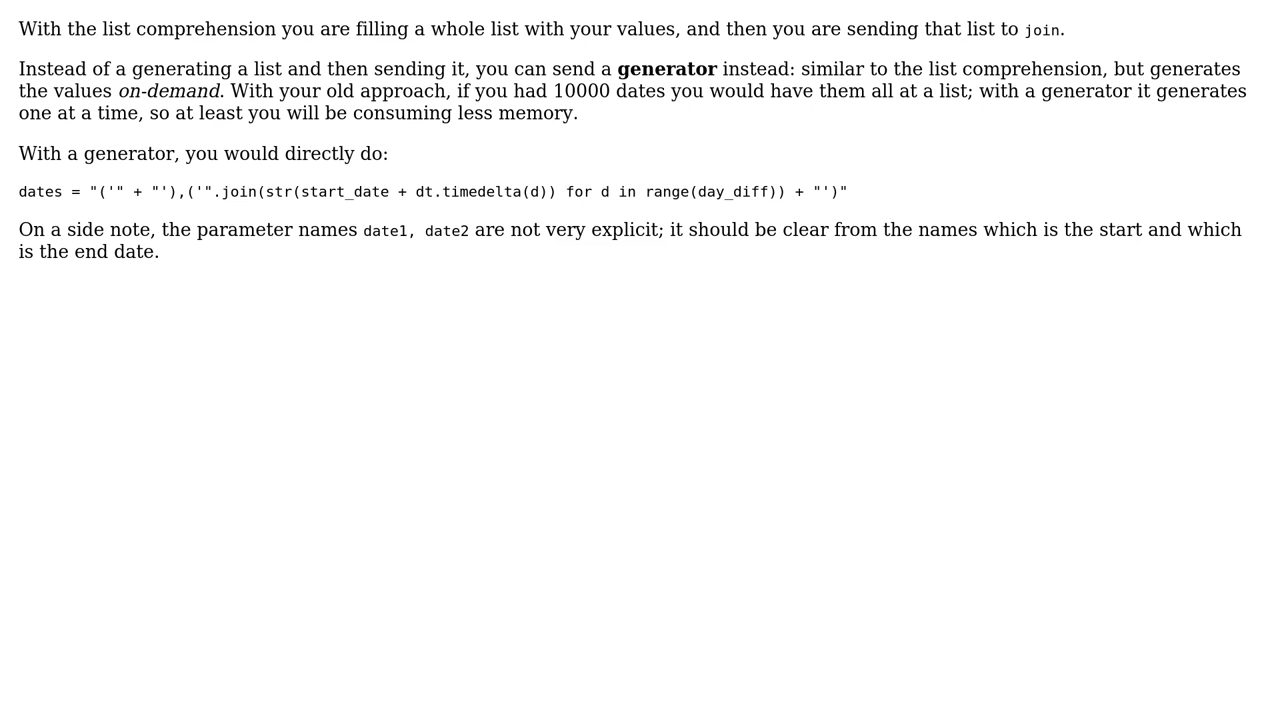 With the list comprehension you are filling a whole list with your values, and then you are sending that list to join.
Instead of a generating a list and then sending it, you can send a generator instead: similar to the list comprehension, but generates
the values on-demand. With your old approach, if you had 10000 dates you would have them all at a list; with a generator it generates
one at a time, so at least you will be consuming less memory.
With a generator, you would directly do:
dates = "('" + "'),('".join(str(start_date + dt.timedelta(d)) for d in range(day_diff)) + "')"
On a side note, the parameter names date1, date2 are not very explicit; it should be clear from the names which is the start and which
is the end date.